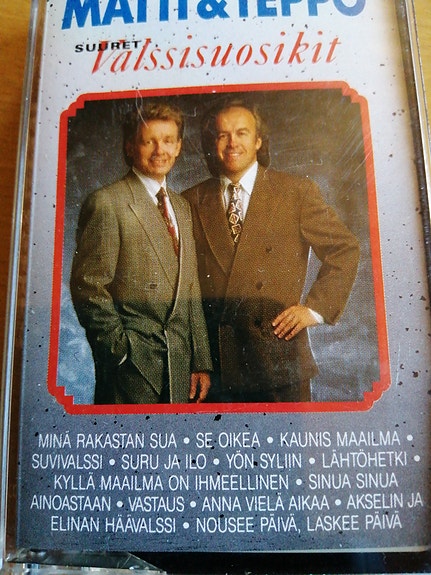 MATTI&TEPPO
SUURET
Valssisuosikit
MINÄ RAKASTAN SUA • SE OIKEA • KAUNIS MAAILMA •
SUVIVALSSI • SURU JA ILO • YÖN SYLIIN • LÄHTÖHETKI •
KYLLÄ MAAILMA ON IHMEELLINEN • SINUA SINUA
AINOASTAAN • VASTAUS • ANNA VIELÄ AIKAA • AKSELIN JA
ELINAN HÄÄVALSSI • NOUSEE PÄIVÄ, LASKEE PÄIVÄ